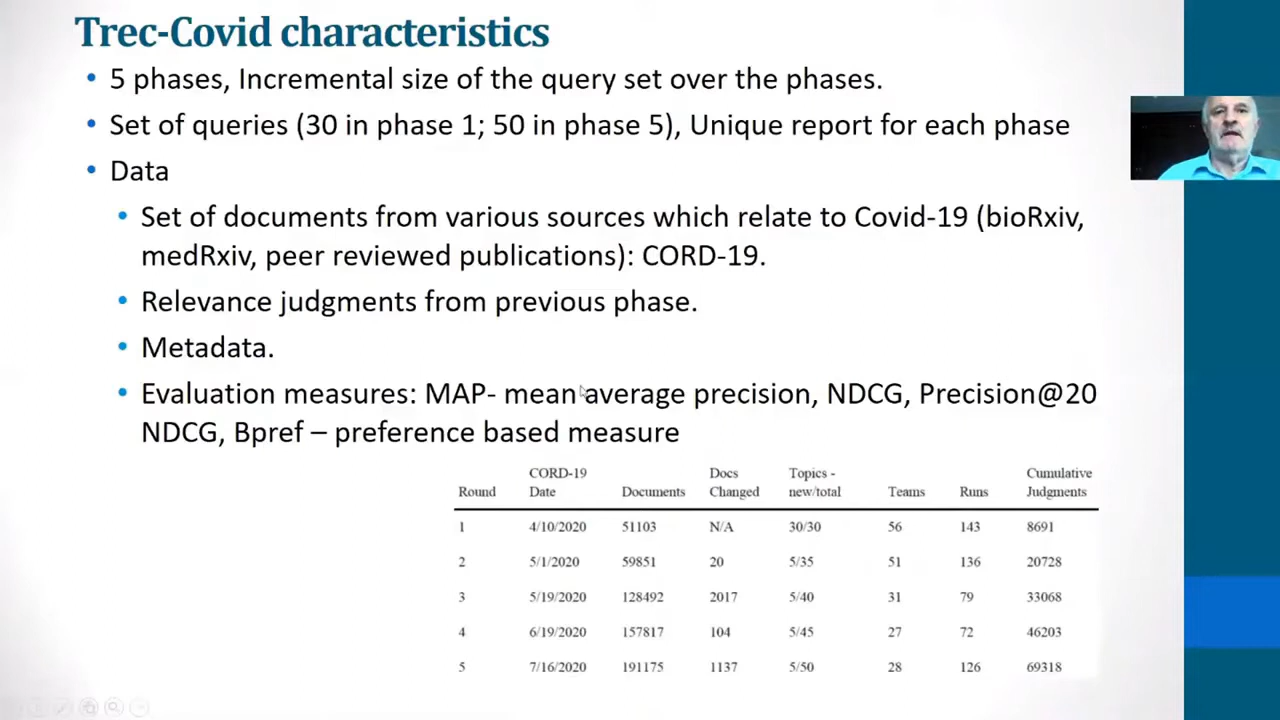 Trec-Covid characteristics
• 5 phases, Incremental size of the query set over the phases.
• Set of queries (30 in phase 1; 50 in phase 5), Unique report for each phase
• Data
• Set of documents from various sources which relate to Covid-19 (bioRxiv,
medRxiv, peer reviewed publications): CORD-19.
• Relevance judgments from previous phase.
• Metadata.
• Evaluation measures: MAP- mean average precision, NDCG, Precision@20
NDCG, Bpref – preference based measure
Round CORD-19 Date Documents Docs Changed Topics - new/total Teams Runs Cumulative Judgments
1 4/10/2020 51103 N/A 30/30 56 143 8691
2 5/1/2020 59851 20 5/35 51 136 20728
3 5/19/2020 128492 2017 5/40 31 79 33068
4 6/19/2020 157817 104 5/45 27 72 46203
5 7/16/2020 191175 1137 5/50 28 126 69318